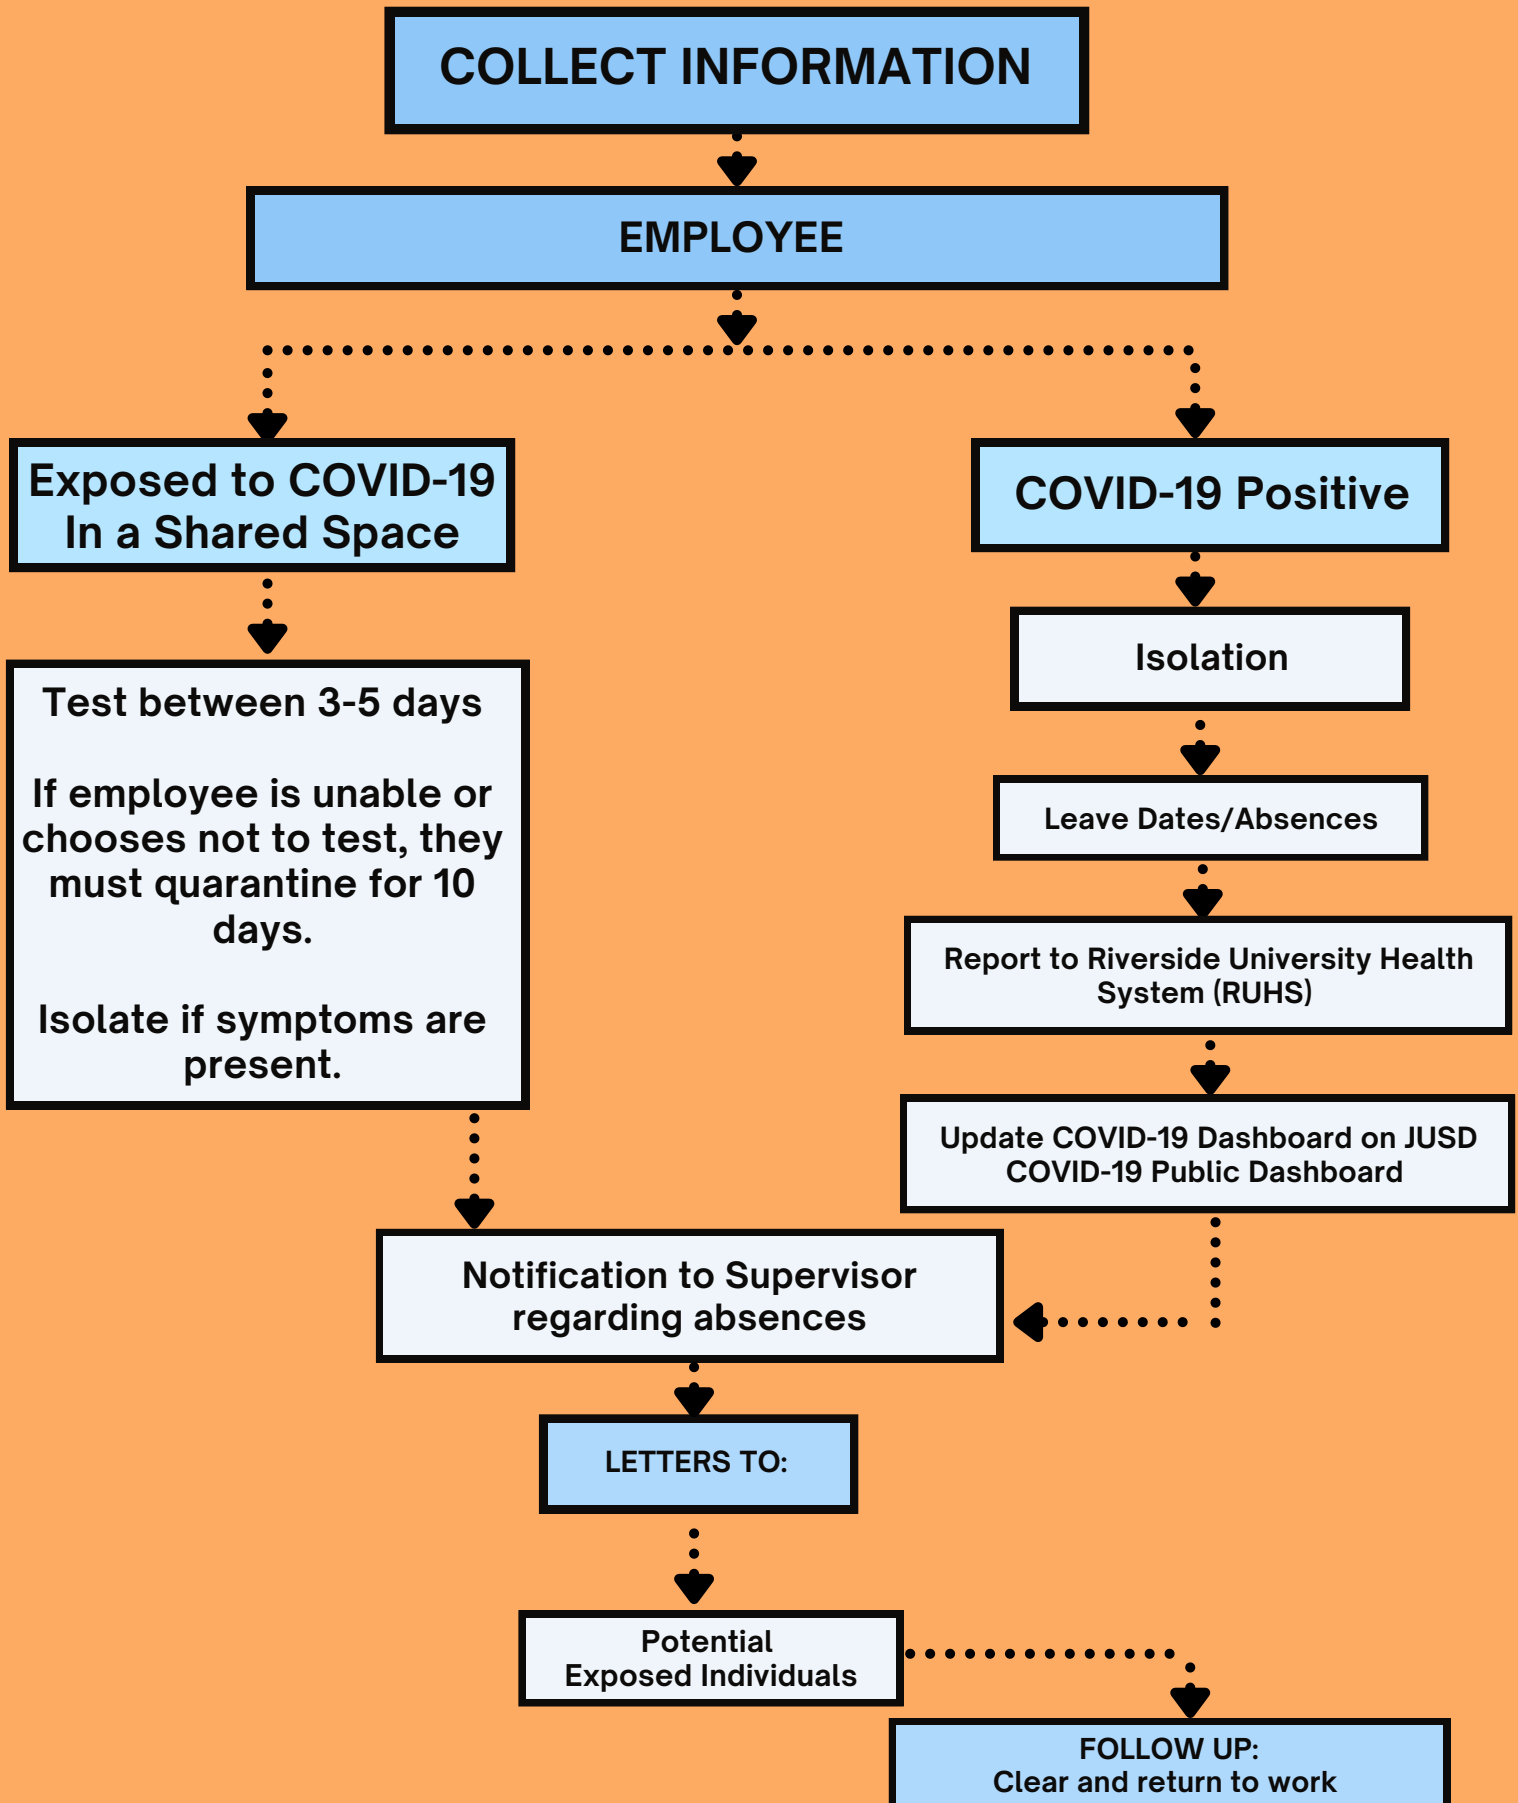 COLLECT INFORMATION
EMPLOYEE
Exposed to COVID-19
In a Shared Space
Test between 3-5 days
If employee is unable or
chooses not to test, they
must quarantine for 10
days.
Isolate if symptoms are
present.
COVID-19 Positive
Isolation
Leave Dates/Absences
Report to Riverside University Health
System (RUHS)
Update COVID-19 Dashboard on JUSD
COVID-19 Public Dashboard
Notification to Supervisor
regarding absences
LETTERS TO:
Potential
Exposed Individuals
FOLLOW UP:
Clear and return to work